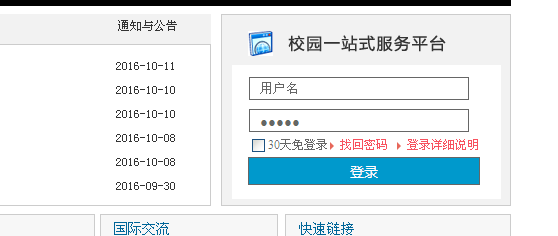 通知与公告
2016-10-11
2016-10-10
2016-10-10
2016-10-08
2016-10-08
2016-09-30
校园一站式服务平台
用户名
●●●●●
30天免登录 找回密码 登录详细说明
登录
国际交流
快速链接